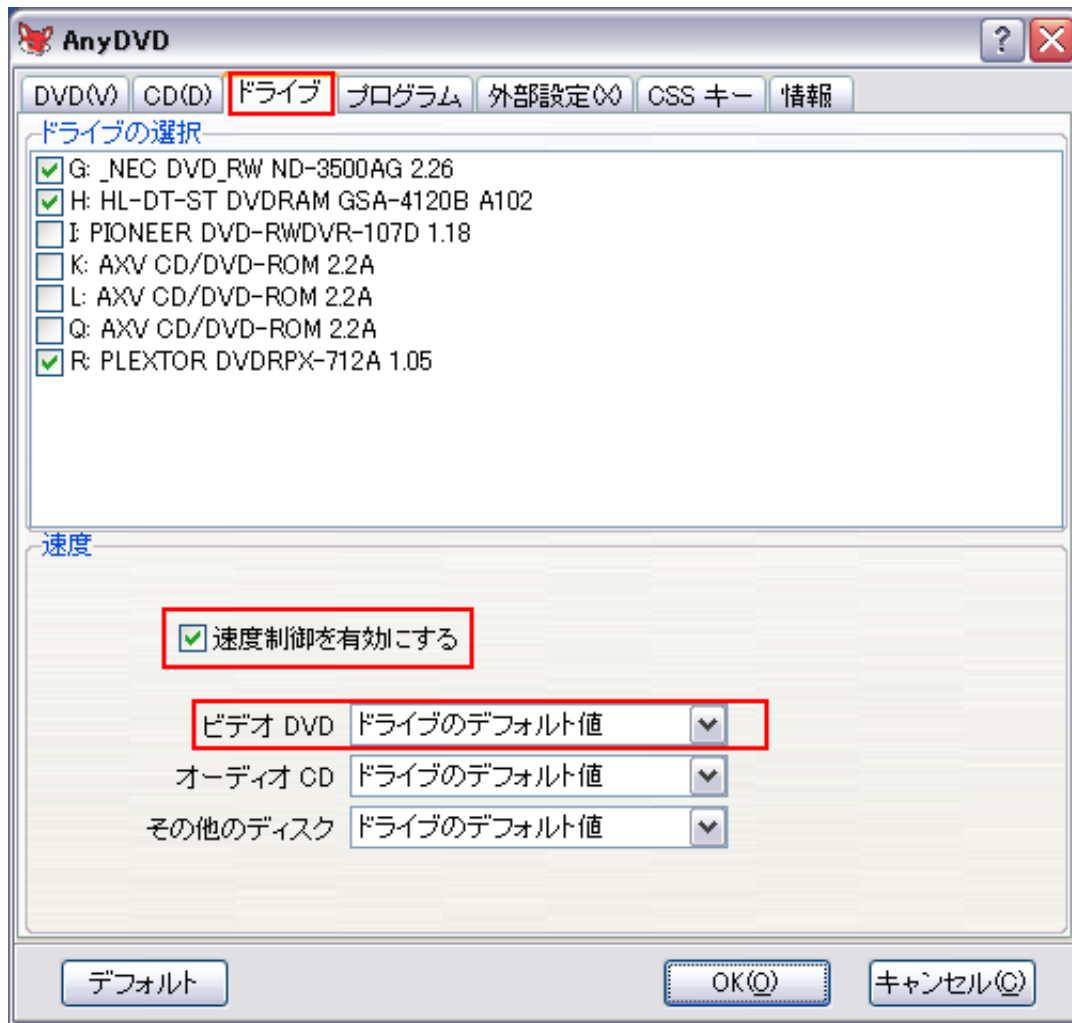 AnyDVD
DVD(V) CD(D) ドライブ プログラム 外部設定(X) CSS キー 情報
ドライブの選択
G: _NEC DVD_RW ND-3500AG 2.26
H: HL-DT-ST DVDRAM GSA-4120B A102
I: PIONEER DVD-RWDVR-107D 1.18
K: AXV CD/DVD-ROM 2.2A
L: AXV CD/DVD-ROM 2.2A
Q: AXV CD/DVD-ROM 2.2A
R: PLEXTOR DVDRPX-712A 1.05
速度
速度制御を有効にする
ビデオ DVD ドライブのデフォルト値
オーディオ CD ドライブのデフォルト値
その他のディスク ドライブのデフォルト値
デフォルト OK(O) キャンセル(C)